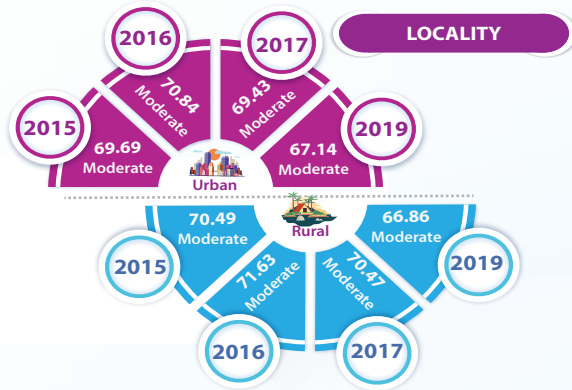 LOCALITY
2015
69.69
Moderate
2016
70.84
Moderate
2017
69.43
Moderate
2019
67.14
Moderate
Urban
Rural
2015
70.49
Moderate
2016
71.63
Moderate
2017
70.47
Moderate
2019
66.86
Moderate